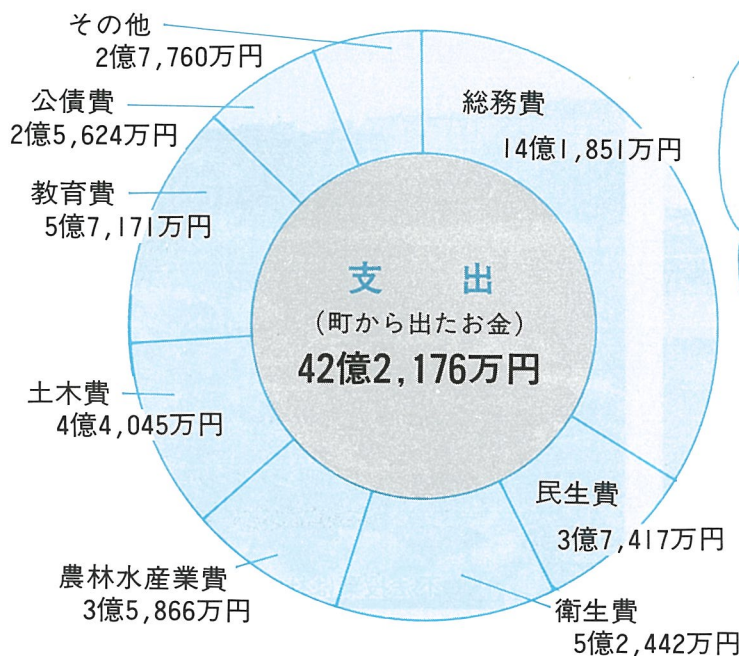 その他
2億7,760万円
公債費
2億5,624万円
教育費
5億7,171万円
土木費
4億4,045万円
農林水産業費
3億5,866万円
総務費
14億1,851万円
支 出
(町から出たお金)
42億2,176万円
民生費
3億7,417万円
衛生費
5億2,442万円